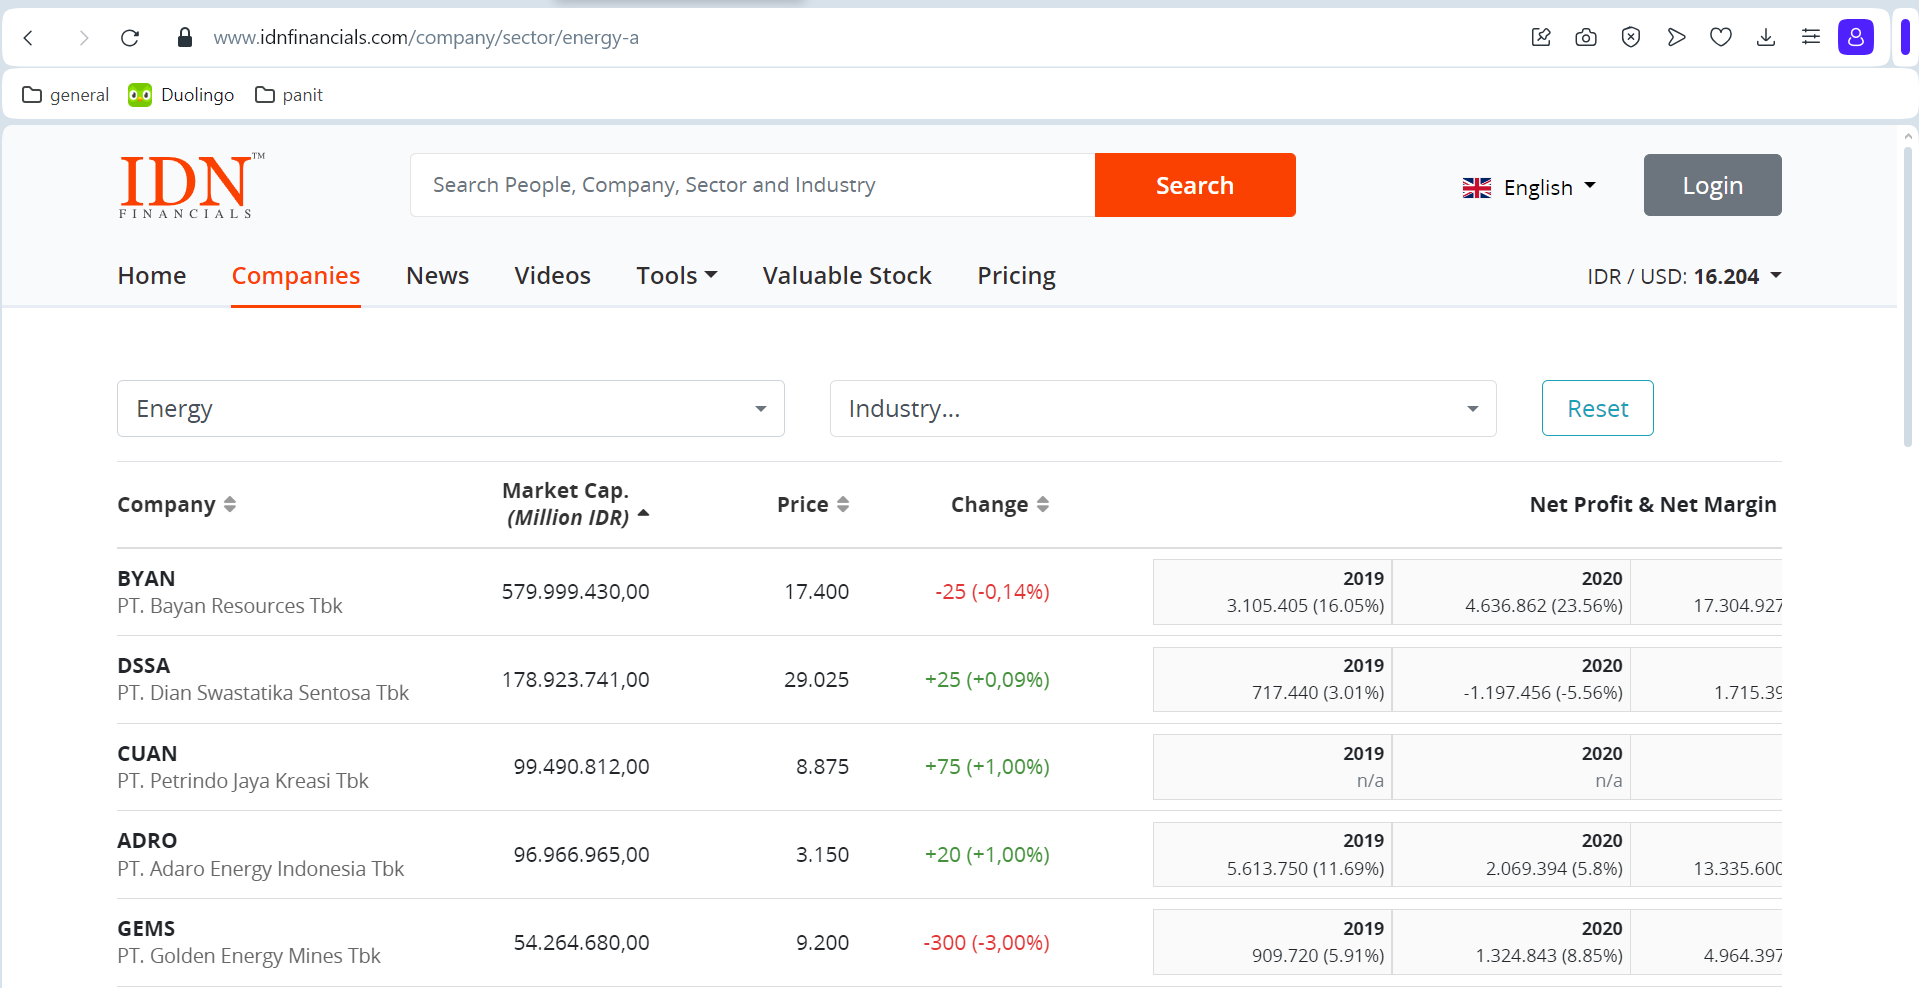 www.idnfinancials.com/company/sector/energy-a
general Duolingo panit
IDN™
FINANCIALS
Search People, Company, Sector and Industry
Search
English
Login
Home Companies News Videos Tools Valuable Stock Pricing
IDR / USD: 16.204
Energy
Industry...
Reset
Company
Market Cap.
(Million IDR)
Price
Change
Net Profit & Net Margin
BYAN
PT. Bayan Resources Tbk
579.999.430,00
17.400
-25 (-0,14%)
2019
3.105.405 (16.05%)
2020
4.636.862 (23.56%)
17.304.927
DSSA
PT. Dian Swastatika Sentosa Tbk
178.923.741,00
29.025
+25 (+0,09%)
2019
717.440 (3.01%)
2020
-1.197.456 (-5.56%)
1.715.39
CUAN
PT. Petrindo Jaya Kreasi Tbk
99.490.812,00
8.875
+75 (+1,00%)
2019
n/a
2020
n/a
ADRO
PT. Adaro Energy Indonesia Tbk
96.966.965,00
3.150
+20 (+1,00%)
2019
5.613.750 (11.69%)
2020
2.069.394 (5.8%)
13.335.600
GEMS
PT. Golden Energy Mines Tbk
54.264.680,00
9.200
-300 (-3,00%)
2019
909.720 (5.91%)
2020
1.324.843 (8.85%)
4.964.397